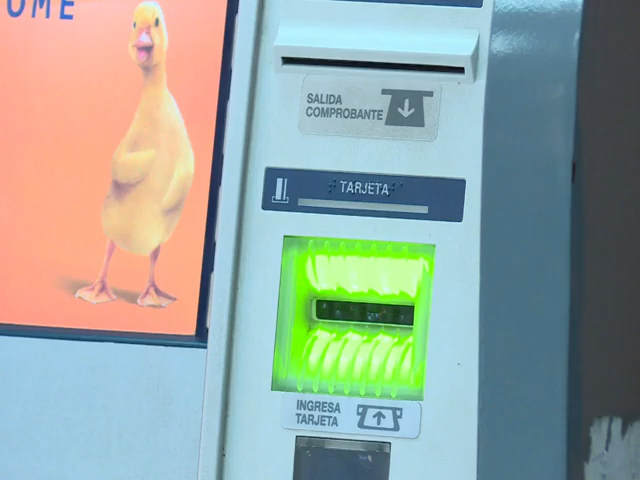 OME
SALIDA
COMPROBANTE
TARJETA
INGRESA
TARJETA